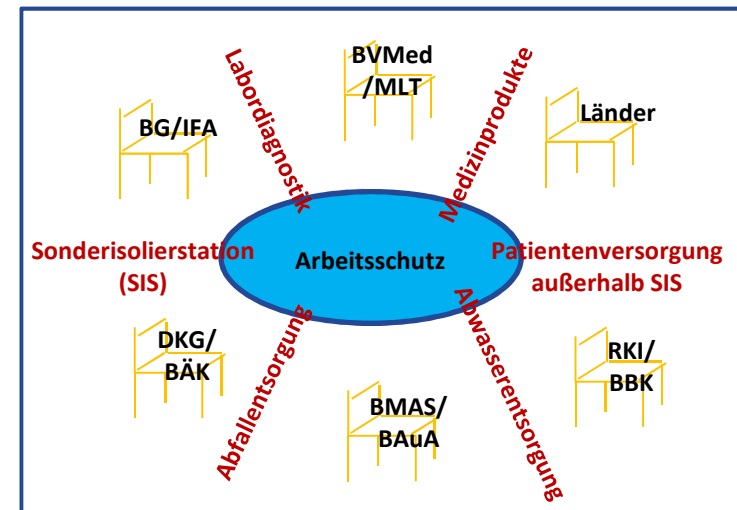 BVMed
/MLT
Labordiagnostik
Medizinprodukte
BG/IFA
Länder
Sonderisolierstation
(SIS)
Arbeitsschutz
Patientenversorgung
außerhalb SIS
DKG/
BÄK
Abfallentsorgung
BMAS/
BAuA
Abwasserentsorgung
RKI/
BBK